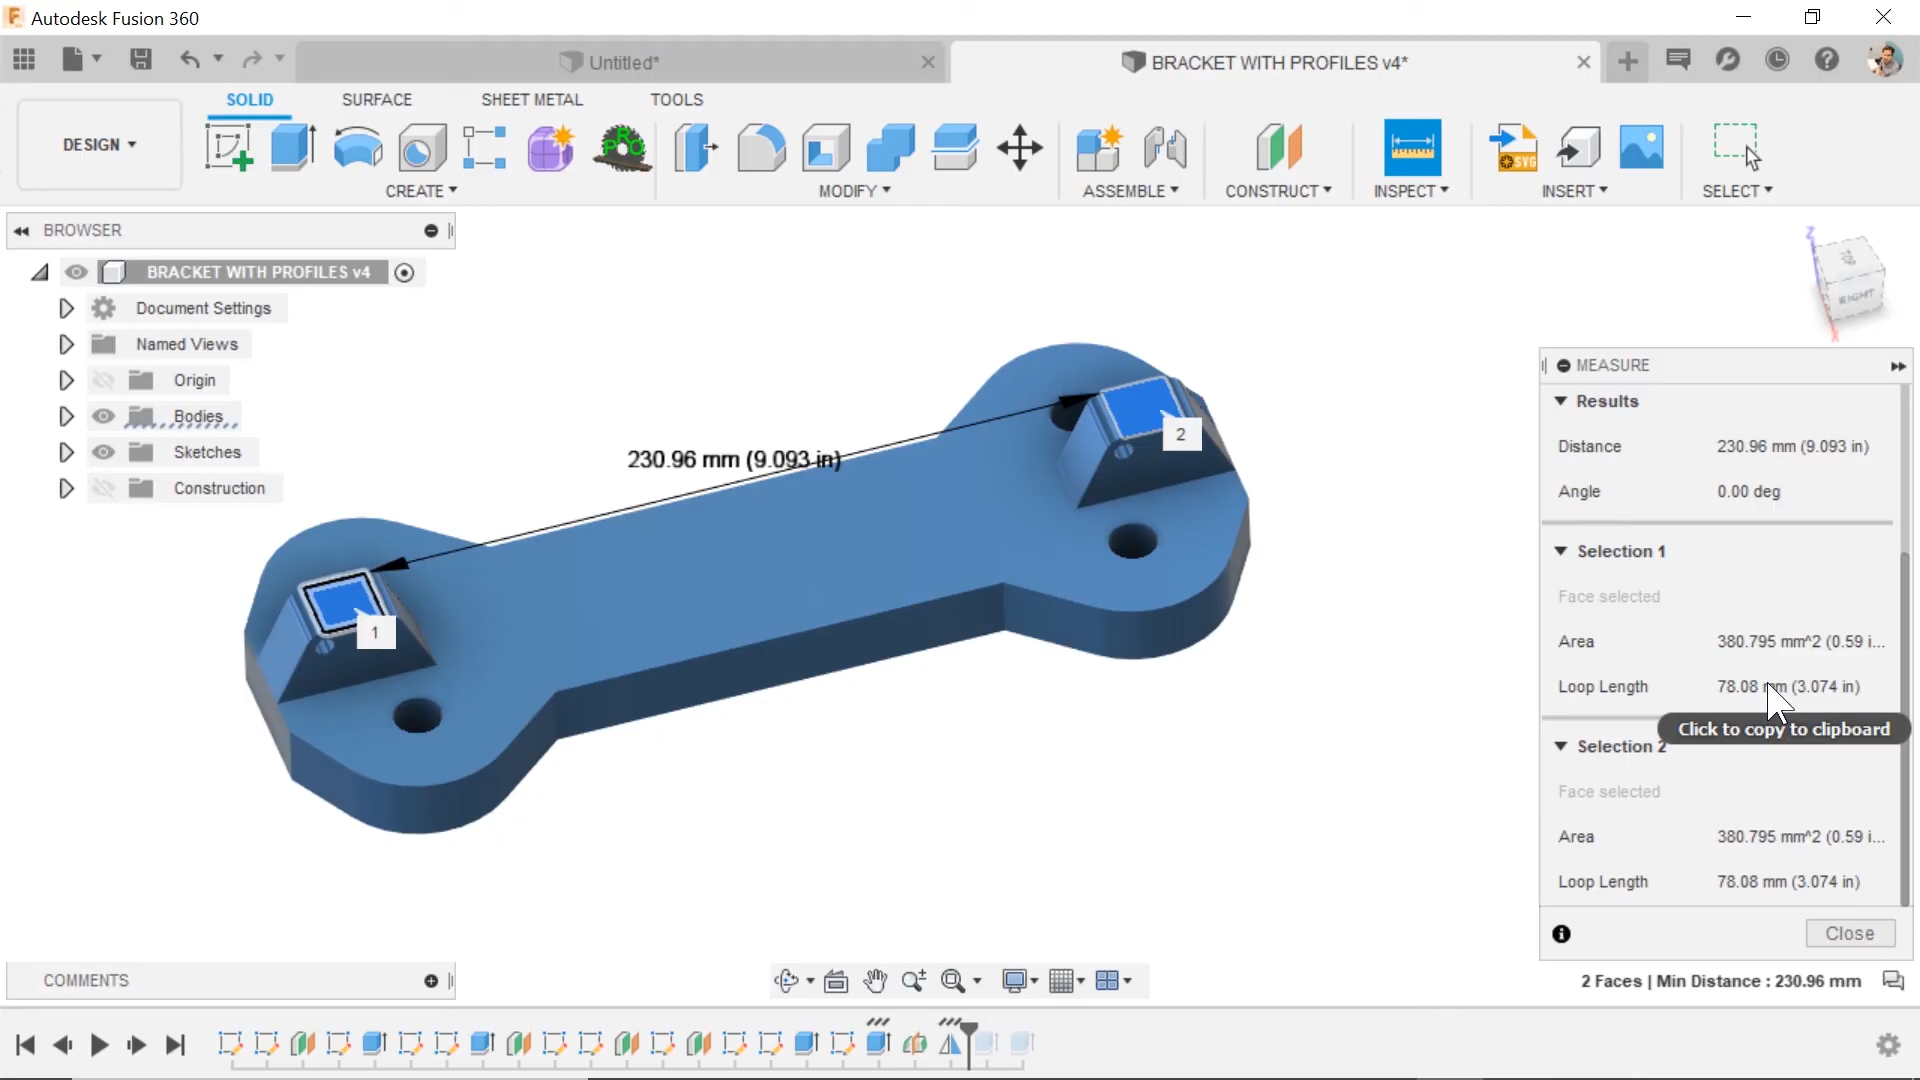 Autodesk Fusion 360
Untitled*
BRACKET WITH PROFILES v4*
SOLID
SURFACE
SHEET METAL
TOOLS
DESIGN
CREATE
MODIFY
ASSEMBLE
CONSTRUCT
INSPECT
INSERT
SELECT
SVG
BROWSER
BRACKET WITH PROFILES v4
Document Settings
Named Views
Origin
Bodies
Sketches
Construction
Z
TOP
RIGHT
X
230.96 mm (9.093 in)
1
2
MEASURE
Results
Distance 230.96 mm (9.093 in)
Angle 0.00 deg
Selection 1
Face selected
Area 380.795 mm^2 (0.59 i...
Loop Length 78.08 mm (3.074 in)
Click to copy to clipboard
Selection 2
Face selected
Area 380.795 mm^2 (0.59 i...
Loop Length 78.08 mm (3.074 in)
Close
COMMENTS
2 Faces | Min Distance : 230.96 mm